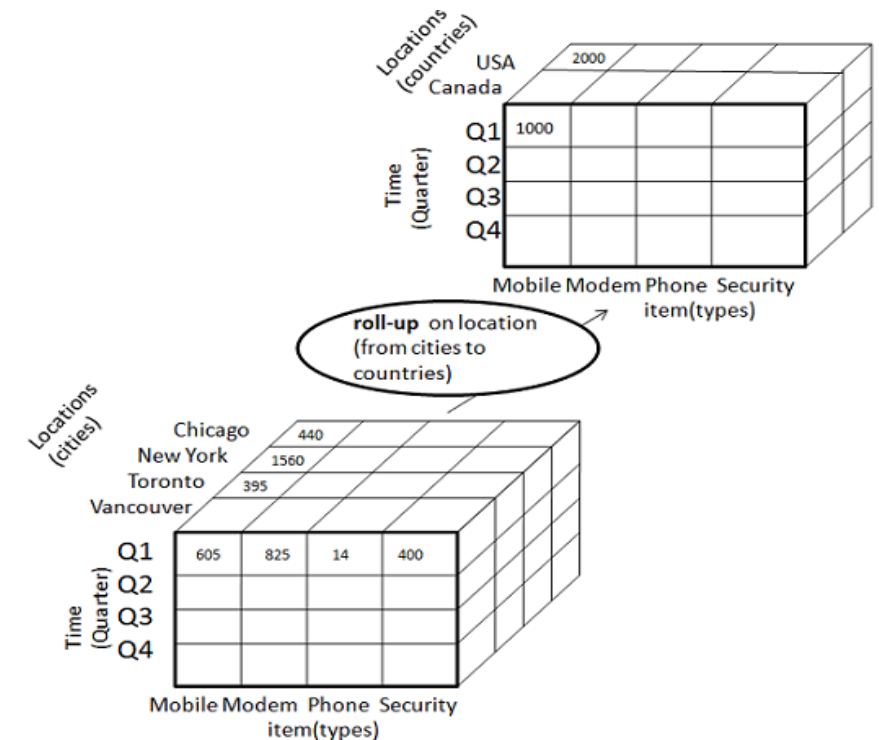 Locations
(countries)
USA
Canada
2000
Time
(Quarter)
Q1
Q2
Q3
Q4
1000
Mobile Modem Phone Security
item(types)
roll-up on location
(from cities to
countries)
Locations
(cities)
Chicago
New York
Toronto
Vancouver
440
1560
395
Time
(Quarter)
Q1
Q2
Q3
Q4
605 825 14 400
Mobile Modem Phone Security
item(types)